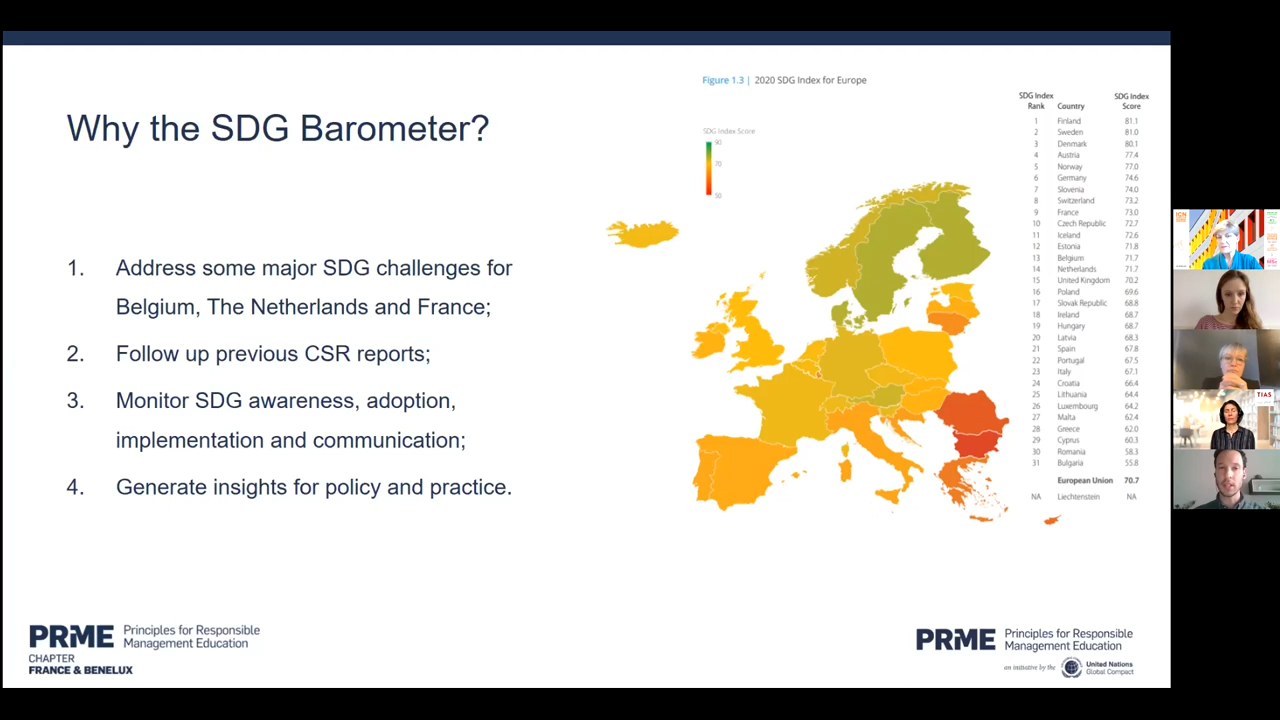 Why the SDG Barometer?
1. Address some major SDG challenges for
Belgium, The Netherlands and France;
2. Follow up previous CSR reports;
3. Monitor SDG awareness, adoption,
implementation and communication;
4. Generate insights for policy and practice.
Figure 1.3 | 2020 SDG Index for Europe
SDG Index Score
90
70
50
SDG Index Rank Country SDG Index Score
1 Finland 81.1
2 Sweden 81.0
3 Denmark 80.1
4 Austria 77.4
5 Norway 77.0
6 Germany 74.6
7 Slovenia 74.0
8 Switzerland 73.2
9 France 73.0
10 Czech Republic 72.7
11 Iceland 72.6
12 Estonia 71.8
13 Belgium 71.7
14 Netherlands 71.7
15 United Kingdom 70.2
16 Poland 69.6
17 Slovak Republic 68.8
18 Ireland 68.7
19 Hungary 68.7
20 Latvia 68.3
21 Spain 67.8
22 Portugal 67.5
23 Italy 67.1
24 Croatia 66.4
25 Lithuania 64.4
26 Luxembourg 64.2
27 Malta 62.4
28 Greece 62.0
29 Cyprus 60.3
30 Romania 58.3
31 Bulgaria 55.8
European Union 70.7
NA Liechtenstein NA
PRME Principles for Responsible
Management Education
CHAPTER
FRANCE & BENELUX
PRME Principles for Responsible
Management Education
an initiative by the United Nations
Global Compact
ICN
TIAS